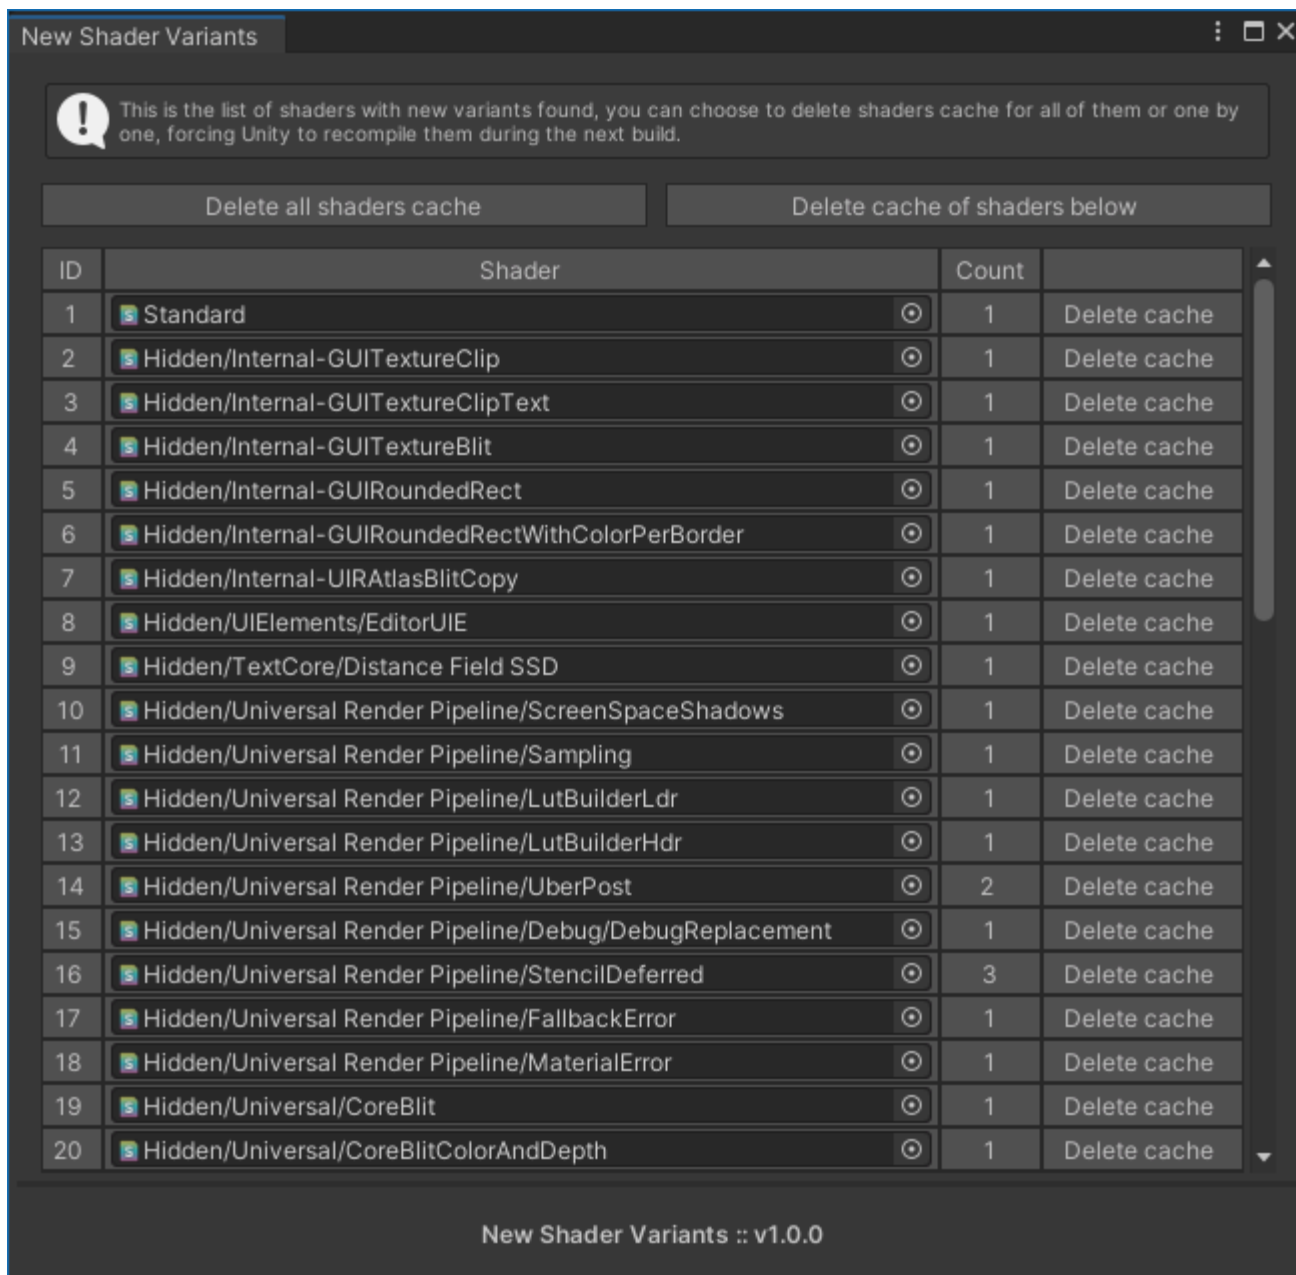 New Shader Variants
This is the list of shaders with new variants found, you can choose to delete shaders cache for all of them or one by
one, forcing Unity to recompile them during the next build.
Delete all shaders cache Delete cache of shaders below
ID Shader Count
1 Standard 1 Delete cache
2 Hidden/Internal-GUITextureClip 1 Delete cache
3 Hidden/Internal-GUITextureClipText 1 Delete cache
4 Hidden/Internal-GUITextureBlit 1 Delete cache
5 Hidden/Internal-GUIRoundedRect 1 Delete cache
6 Hidden/Internal-GUIRoundedRectWithColorPerBorder 1 Delete cache
7 Hidden/Internal-UIRAtlasBlitCopy 1 Delete cache
8 Hidden/UIElements/EditorUIE 1 Delete cache
9 Hidden/TextCore/Distance Field SSD 1 Delete cache
10 Hidden/Universal Render Pipeline/ScreenSpaceShadows 1 Delete cache
11 Hidden/Universal Render Pipeline/Sampling 1 Delete cache
12 Hidden/Universal Render Pipeline/LutBuilderLdr 1 Delete cache
13 Hidden/Universal Render Pipeline/LutBuilderHdr 1 Delete cache
14 Hidden/Universal Render Pipeline/UberPost 2 Delete cache
15 Hidden/Universal Render Pipeline/Debug/DebugReplacement 1 Delete cache
16 Hidden/Universal Render Pipeline/StencilDeferred 3 Delete cache
17 Hidden/Universal Render Pipeline/FallbackError 1 Delete cache
18 Hidden/Universal Render Pipeline/MaterialError 1 Delete cache
19 Hidden/Universal/CoreBlit 1 Delete cache
20 Hidden/Universal/CoreBlitColorAndDepth 1 Delete cache
New Shader Variants :: v1.0.0